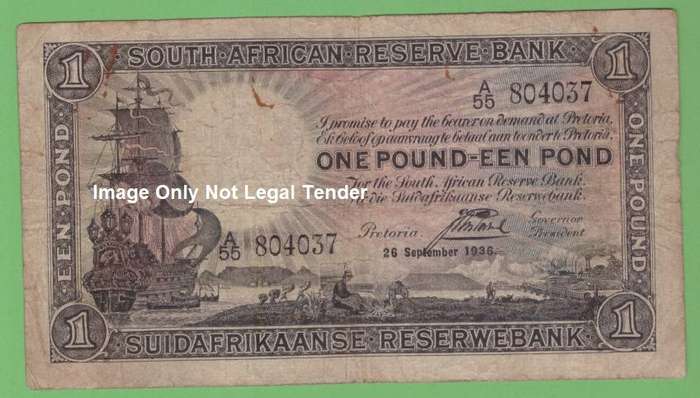 SOUTH·AFRICAN·RESERVE·BANK
1
1
A/55 804037
I promise to pay the bearer on demand at Pretoria.
Ek beloof op aanvraag te betaal aan toonder te Pretoria.
EEN POND
ONE POUND
ONE POUND-EEN POND
For the South African Reserve Bank.
Vir die Suidafrikaanse Reservebank.
Image Only Not Legal Tender.
A/55 804037
Pretoria
Governor
President
26 September 1936
1
1
SUIDAFRIKAANSE·RESERWEBANK